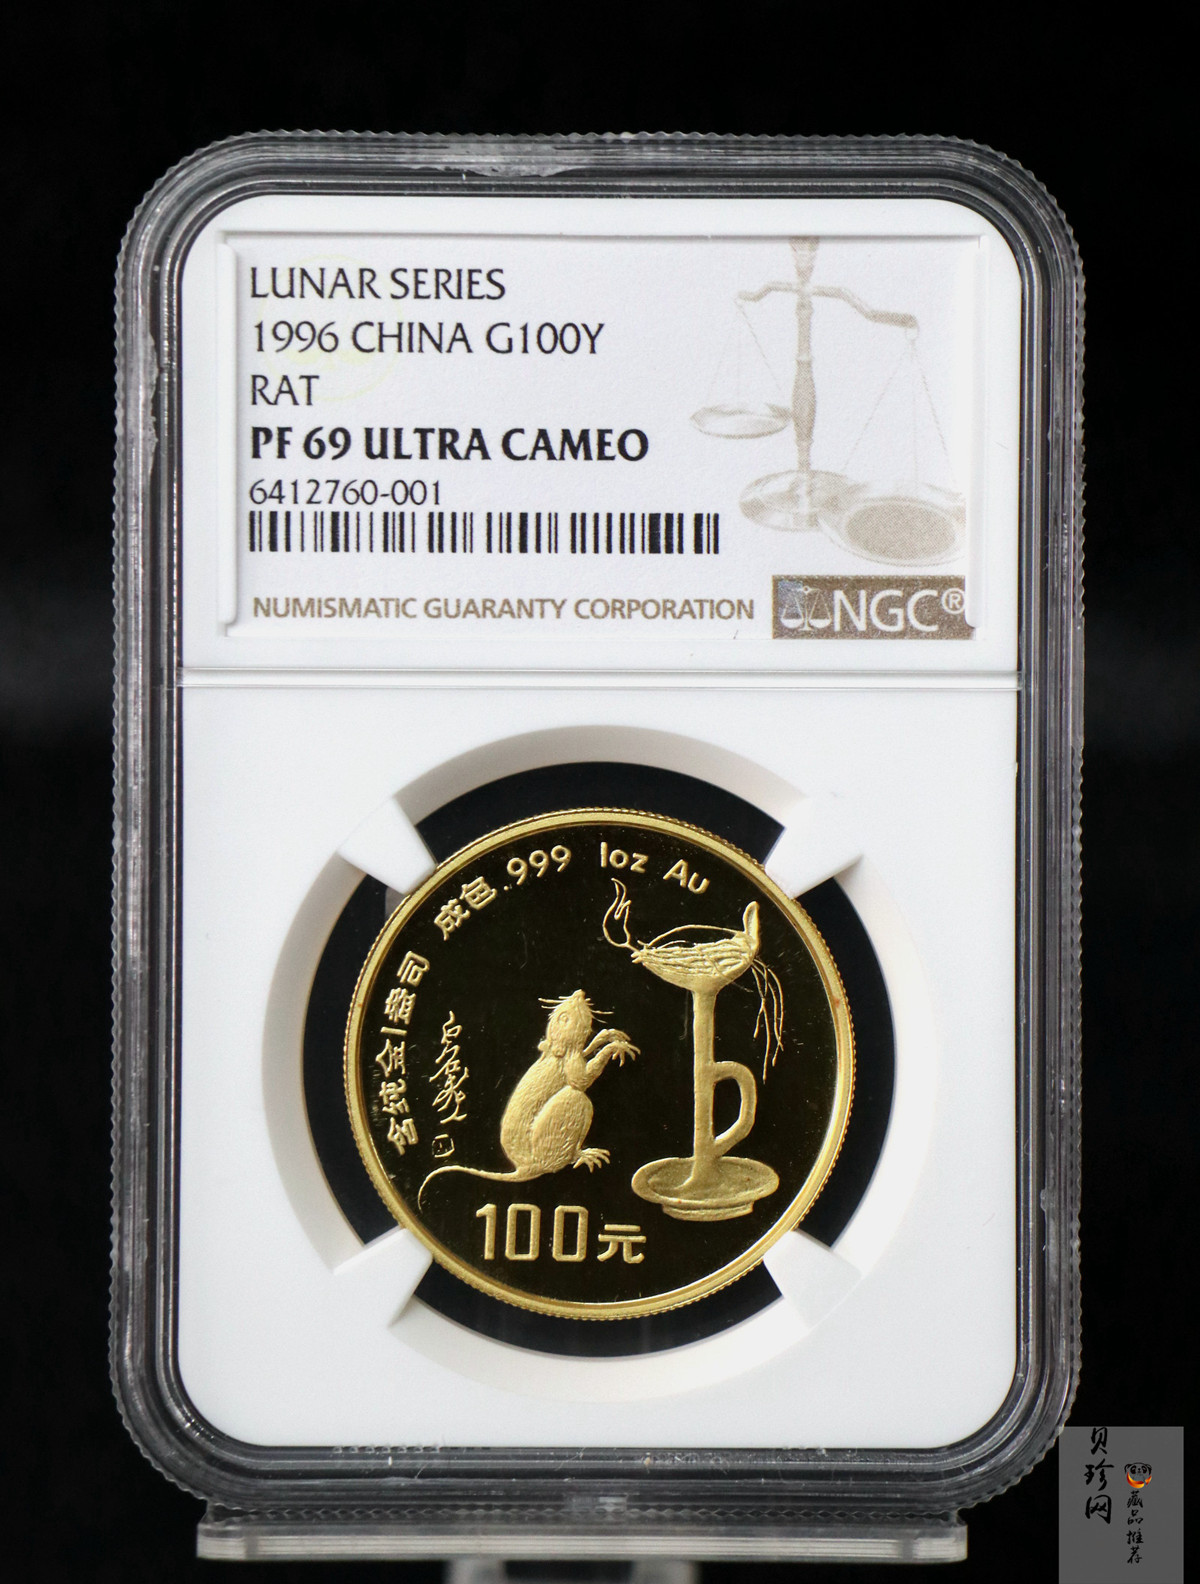 LUNAR SERIES
1996 CHINA G100Y
RAT
PF 69 ULTRA CAMEO
6412760-001
NUMISMATIC GUARANTY CORPORATION
NGC®
含纯金1盎司 成色.999 1oz Au
100元
贝珍网
藏品推荐